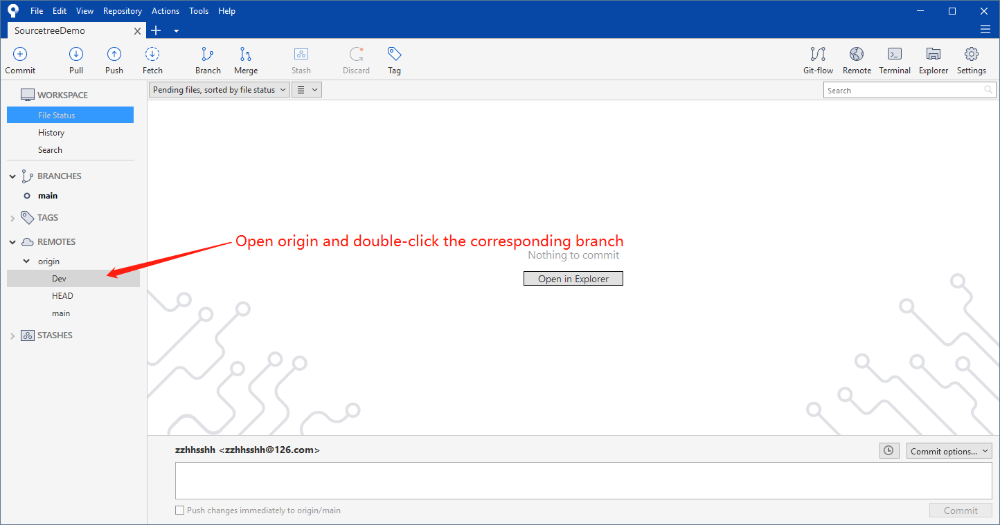 File Edit View Repository Actions Tools Help
SourcetreeDemo
Commit Pull Push Fetch Branch Merge Stash Discard Tag Git-flow Remote Terminal Explorer Settings
WORKSPACE
File Status
History
Search
BRANCHES
main
TAGS
REMOTES
origin
Dev
HEAD
main
STASHES
Pending files, sorted by file status
Search
Open origin and double-click the corresponding branch
Nothing to commit
Open in Explorer
zzhhsshh <zzhhsshh@126.com>
Commit options...
Push changes immediately to origin/main
Commit